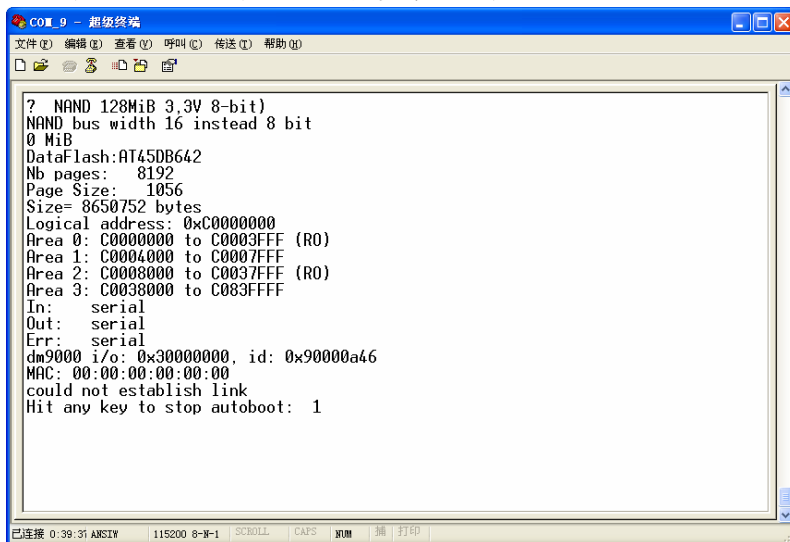 COM_9 - 超级终端
文件(F) 编辑(E) 查看(V) 呼叫(C) 传送(T) 帮助(H)
?  NAND 128MiB 3,3V 8-bit)
NAND bus width 16 instead 8 bit
0 MiB
DataFlash:AT45DB642
Nb pages:   8192
Page Size:   1056
Size= 8650752 bytes
Logical address: 0xC0000000
Area 0: C0000000 to C0003FFF (RO)
Area 1: C0004000 to C0007FFF
Area 2: C0008000 to C0037FFF (RO)
Area 3: C0038000 to C083FFFF
In:    serial
Out:   serial
Err:   serial
dm9000 i/o: 0x30000000, id: 0x90000a46
MAC: 00:00:00:00:00:00
could not establish link
Hit any key to stop autoboot:  1
已连接 0:39:31 ANSIW 115200 8-N-1 SCROLL CAPS NUM 捕 打印